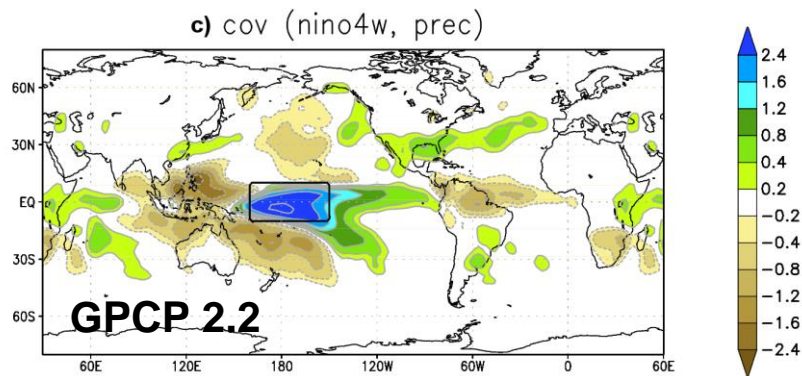 c) cov (nino4w, prec)
60N
30N
EQ
30S
60S
GPCP 2.2
60E 120E 180 120W 60W 0 60E
2.4
1.6
1.2
0.8
0.4
0.2
−0.2
−0.4
−0.8
−1.2
−1.6
−2.4